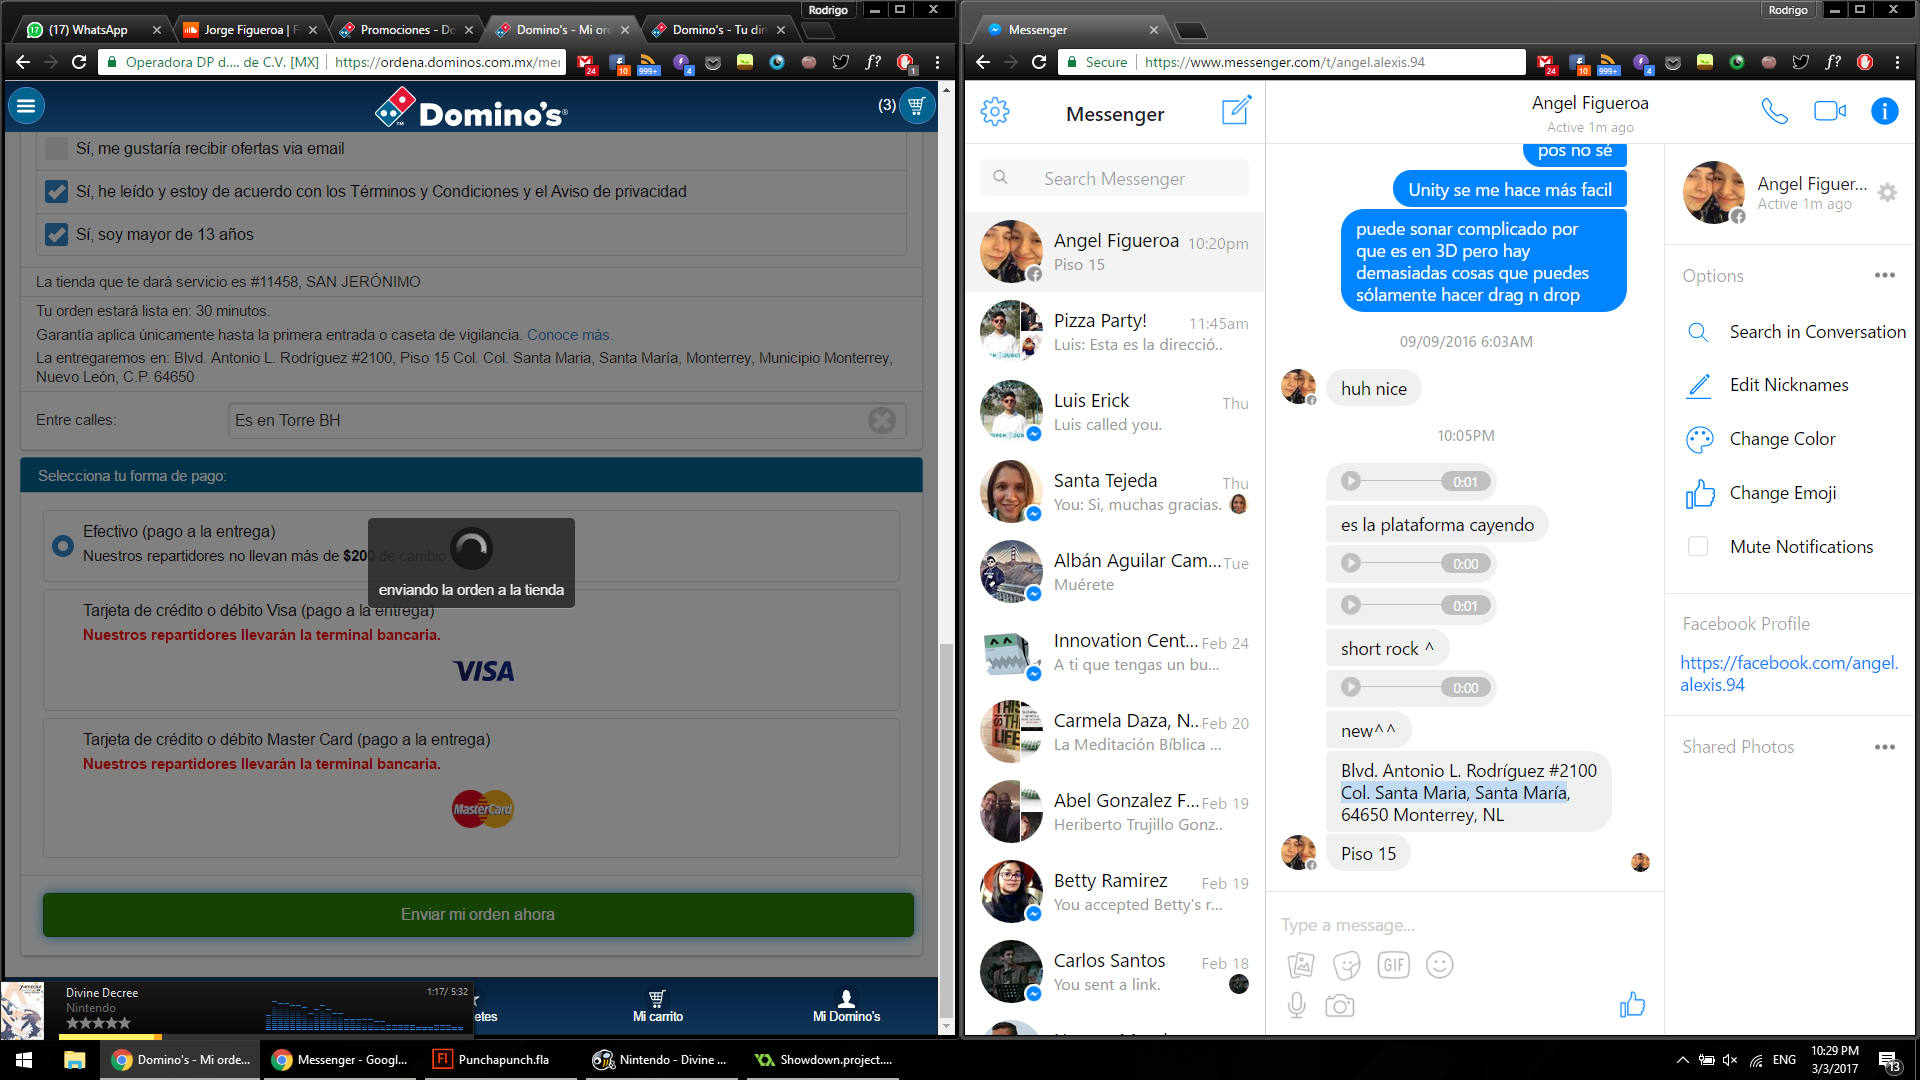 Rodrigo
(17) WhatsApp
Jorge Figueroa | F
Promociones - Do
Domino's - Mi ord
Domino's - Tu dir
Operadora DP d.... de C.V. [MX]
https://ordena.dominos.com.mx/me
24
10
999+
4
f?
1
Domino's
(3)
Sí, me gustaría recibir ofertas via email
Sí, he leído y estoy de acuerdo con los Términos y Condiciones y el Aviso de privacidad
Sí, soy mayor de 13 años
La tienda que te dará servicio es #11458, SAN JERÓNIMO
Tu orden estará lista en: 30 minutos.
Garantía aplica únicamente hasta la primera entrada o caseta de vigilancia. Conoce más.
La entregaremos en: Blvd. Antonio L. Rodríguez #2100, Piso 15 Col. Col. Santa Maria, Santa María, Monterrey, Municipio Monterrey,
Nuevo León, C.P. 64650
Entre calles:
Es en Torre BH
Selecciona tu forma de pago:
Efectivo (pago a la entrega)
Nuestros repartidores no llevan más de $200 de cambio
enviando la orden a la tienda
Tarjeta de crédito o débito Visa (pago a la entrega)
Nuestros repartidores llevarán la terminal bancaria.
VISA
Tarjeta de crédito o débito Master Card (pago a la entrega)
Nuestros repartidores llevarán la terminal bancaria.
MasterCard
Enviar mi orden ahora
Divine Decree
1:17/ 5:32
Nintendo
etes
Mi carrito
Mi Domino's
Rodrigo
Messenger
Secure
https://www.messenger.com/t/angel.alexis.94
24
10
999+
4
f?
Messenger
Search Messenger
Angel Figueroa
10:20pm
Piso 15
Pizza Party!
11:45am
Luis: Esta es la direcció..
Luis Erick
Thu
Luis called you.
Santa Tejeda
Thu
You: Si, muchas gracias.
Albán Aguilar Cam...
Tue
Muérete
Innovation Cent...
Feb 24
A ti que tengas un bu...
Carmela Daza, N...
Feb 20
La Meditación Bíblica ...
Abel Gonzalez F...
Feb 19
Heriberto Trujillo Gonz..
Betty Ramirez
Feb 19
You accepted Betty's r...
Carlos Santos
Feb 18
You sent a link.
Angel Figueroa
Active 1m ago
pos no sé
Unity se me hace más facil
puede sonar complicado por
que es en 3D pero hay
demasiadas cosas que puedes
sólamente hacer drag n drop
09/09/2016 6:03AM
huh nice
10:05PM
0:01
es la plataforma cayendo
0:00
0:01
short rock ^
0:00
new^^
Blvd. Antonio L. Rodríguez #2100
Col. Santa Maria, Santa María,
64650 Monterrey, NL
Piso 15
Type a message...
GIF
Angel Figuer...
Active 1m ago
Options
Search in Conversation
Edit Nicknames
Change Color
Change Emoji
Mute Notifications
Facebook Profile
https://facebook.com/angel.
alexis.94
Shared Photos
Domino's - Mi orde...
Messenger - Googl...
Fl
Punchapunch.fla
Nintendo - Divine ...
Showdown.project....
ENG
10:29 PM
3/3/2017
13